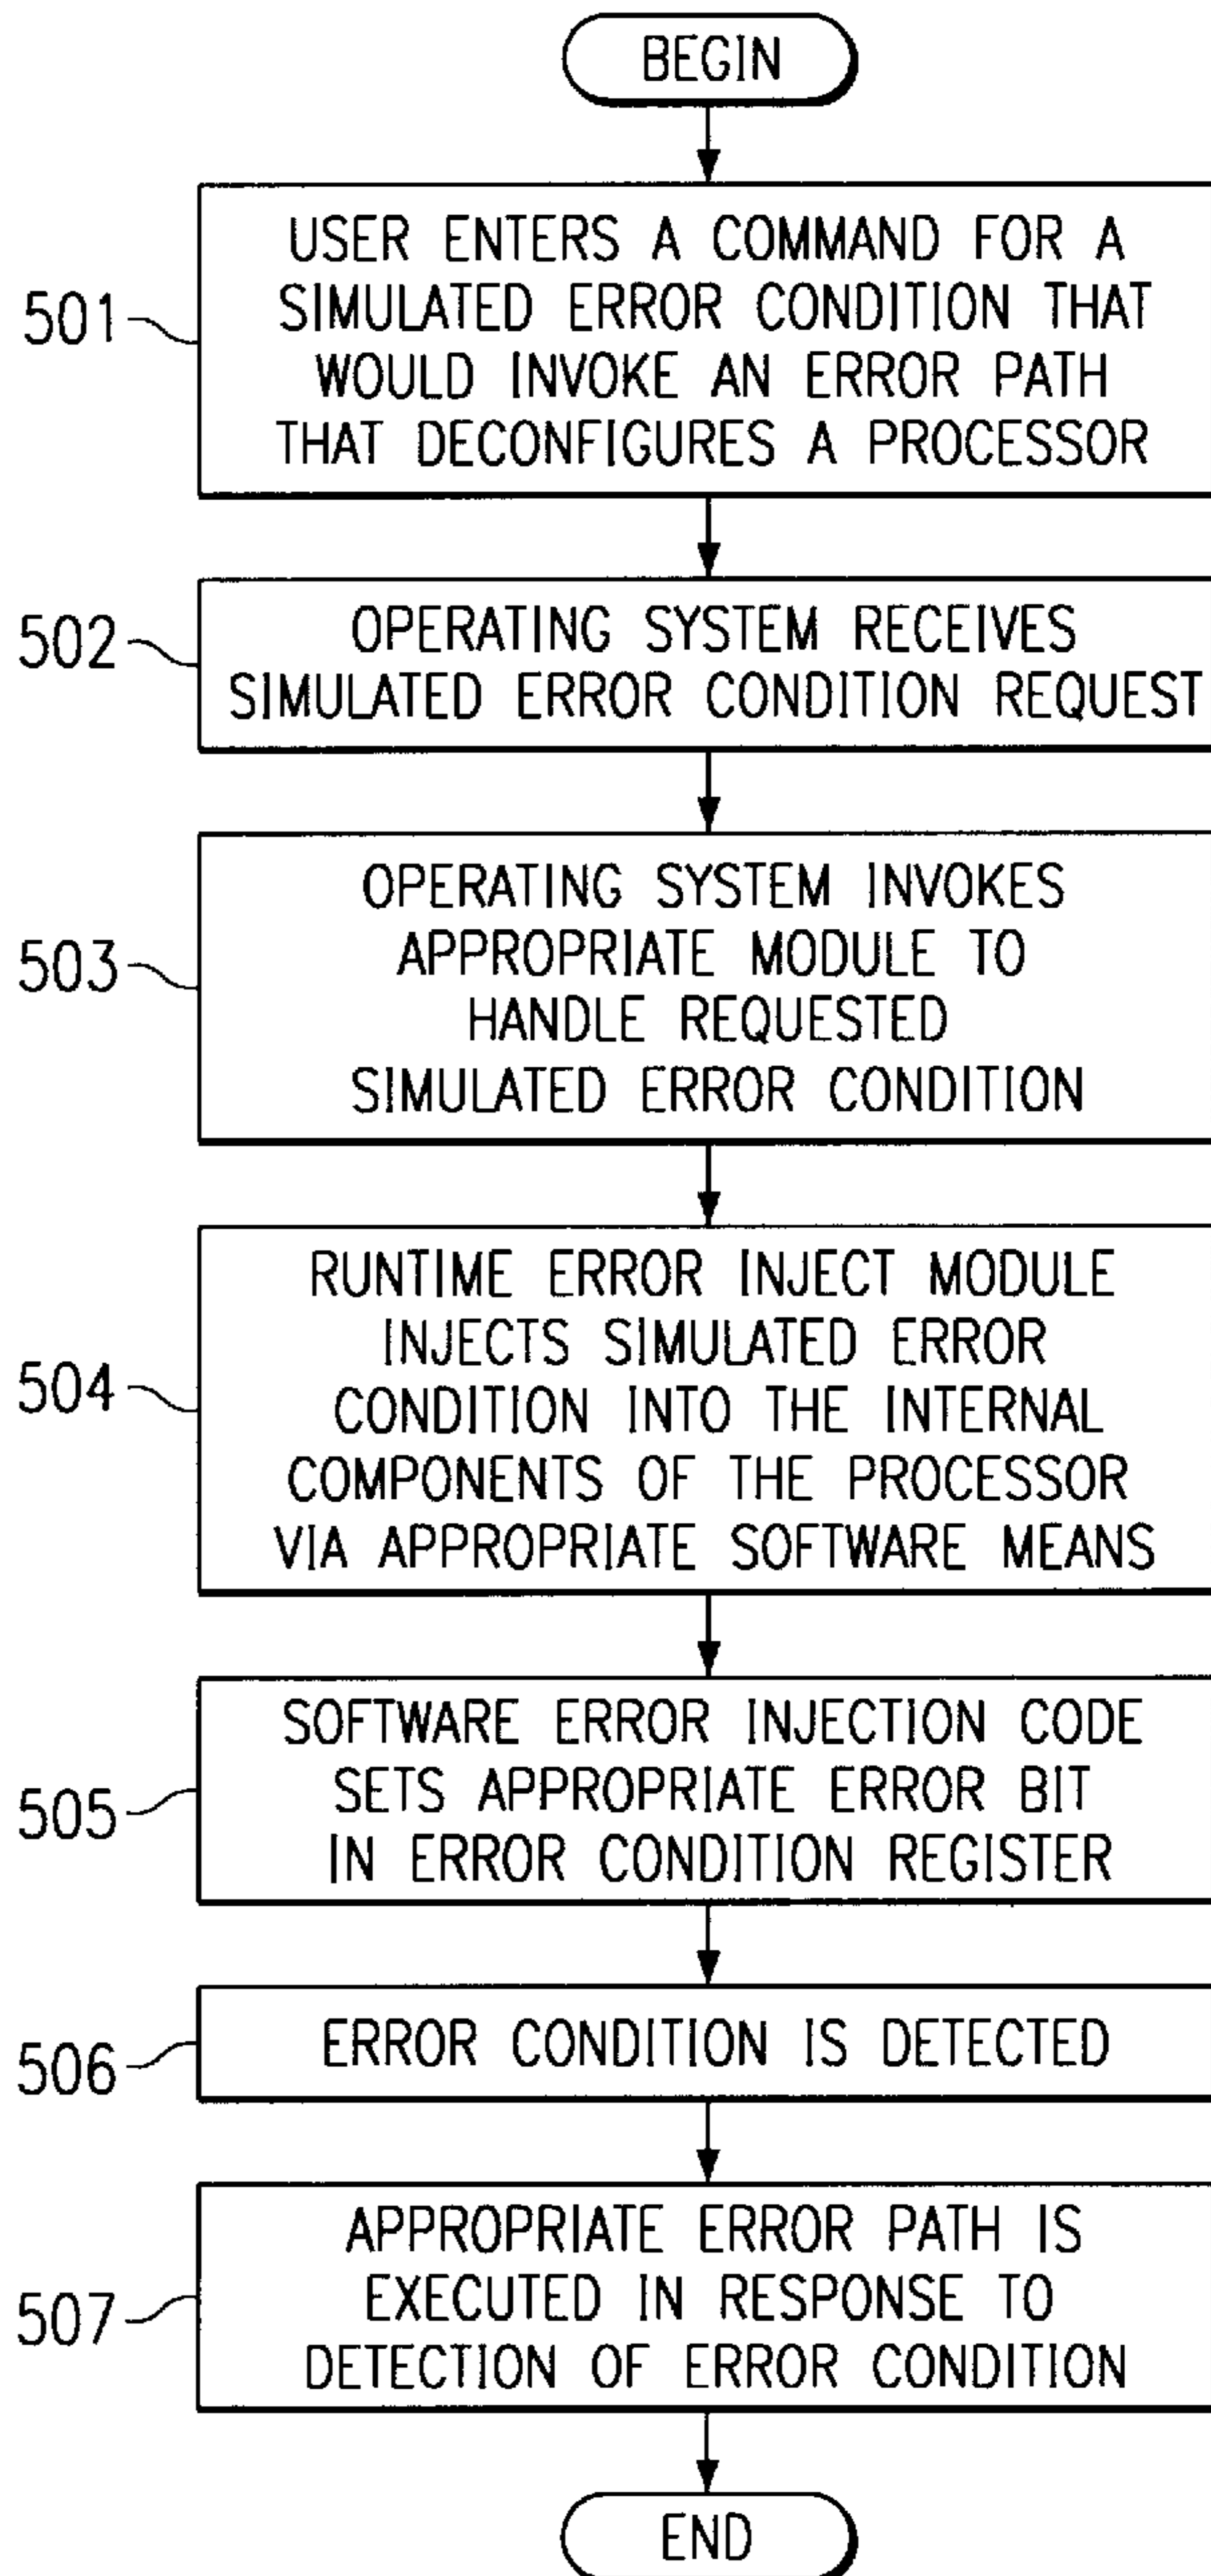 BEGIN
501
USER ENTERS A COMMAND FOR A
SIMULATED ERROR CONDITION THAT
WOULD INVOKE AN ERROR PATH
THAT DECONFIGURES A PROCESSOR
502
OPERATING SYSTEM RECEIVES
SIMULATED ERROR CONDITION REQUEST
503
OPERATING SYSTEM INVOKES
APPROPRIATE MODULE TO
HANDLE REQUESTED
SIMULATED ERROR CONDITION
504
RUNTIME ERROR INJECT MODULE
INJECTS SIMULATED ERROR
CONDITION INTO THE INTERNAL
COMPONENTS OF THE PROCESSOR
VIA APPROPRIATE SOFTWARE MEANS
505
SOFTWARE ERROR INJECTION CODE
SETS APPROPRIATE ERROR BIT
IN ERROR CONDITION REGISTER
506
ERROR CONDITION IS DETECTED
507
APPROPRIATE ERROR PATH IS
EXECUTED IN RESPONSE TO
DETECTION OF ERROR CONDITION
END